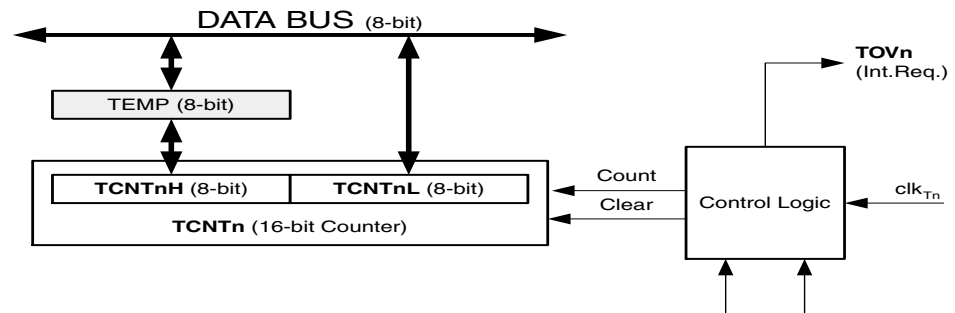 DATA BUS (8-bit)
TOVn
(Int.Req.)
TEMP (8-bit)
TCNTnH (8-bit)
TCNTnL (8-bit)
Count
Clear
Control Logic
clkTn
TCNTn (16-bit Counter)